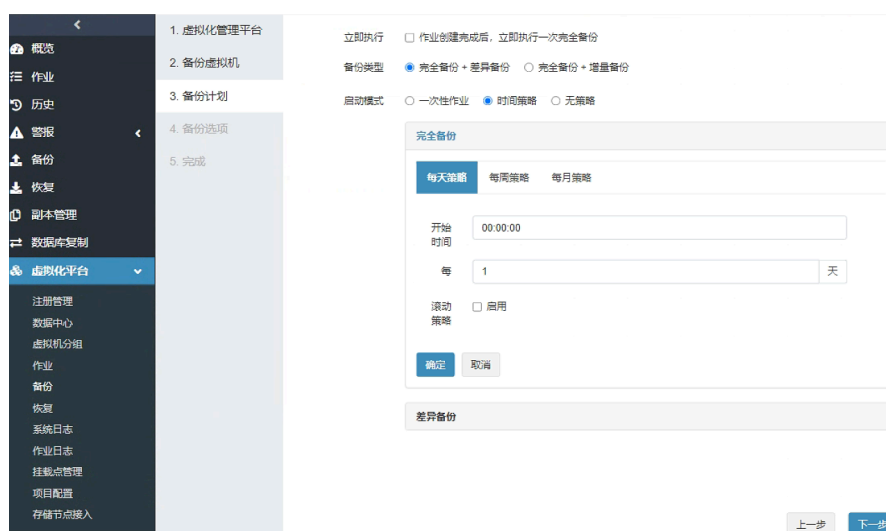 概览
作业
历史
警报
备份
恢复
副本管理
数据库复制
虚拟化平台
注册管理
数据中心
虚拟机分组
作业
备份
恢复
系统日志
作业日志
挂载点管理
项目配置
存储节点接入
1. 虚拟化管理平台
2. 备份虚拟机
3. 备份计划
4. 备份选项
5. 完成
立即执行 作业创建完成后，立即执行一次完全备份
备份类型 完全备份 + 差异备份 完全备份 + 增量备份
启动模式 一次性作业 时间策略 无策略
完全备份
每天策略 每周策略 每月策略
开始时间 00:00:00
每 1 天
滚动策略 启用
确定 取消
差异备份
上一步 下一步